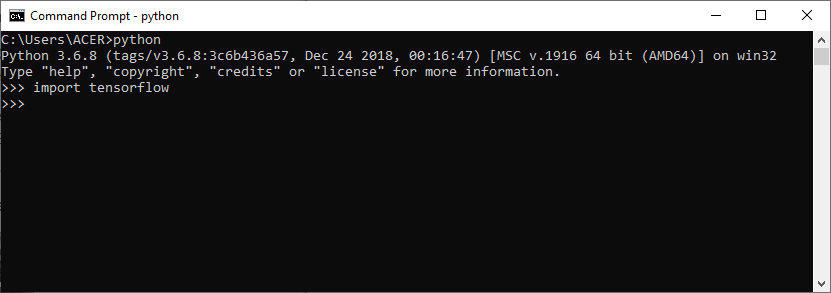 Command Prompt - python
C:\Users\ACER>python
Python 3.6.8 (tags/v3.6.8:3c6b436a57, Dec 24 2018, 00:16:47) [MSC v.1916 64 bit (AMD64)] on win32
Type "help", "copyright", "credits" or "license" for more information.
>>> import tensorflow
>>>